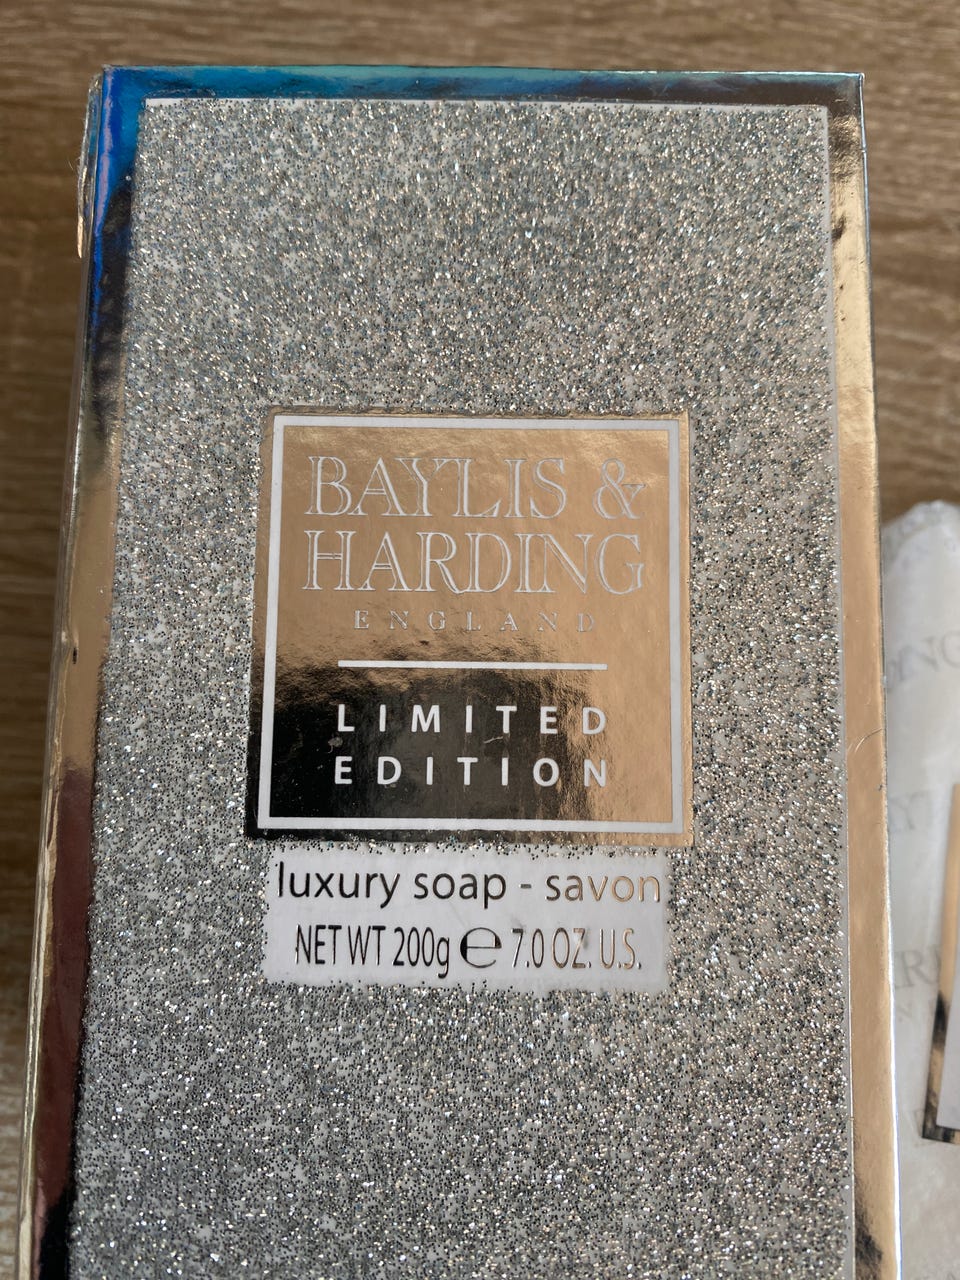 BAYLIS &
HARDING
ENGLAND
LIMITED
EDITION
luxury soap - savon
NET WT 200g ℮ 7.0 OZ. U.S.